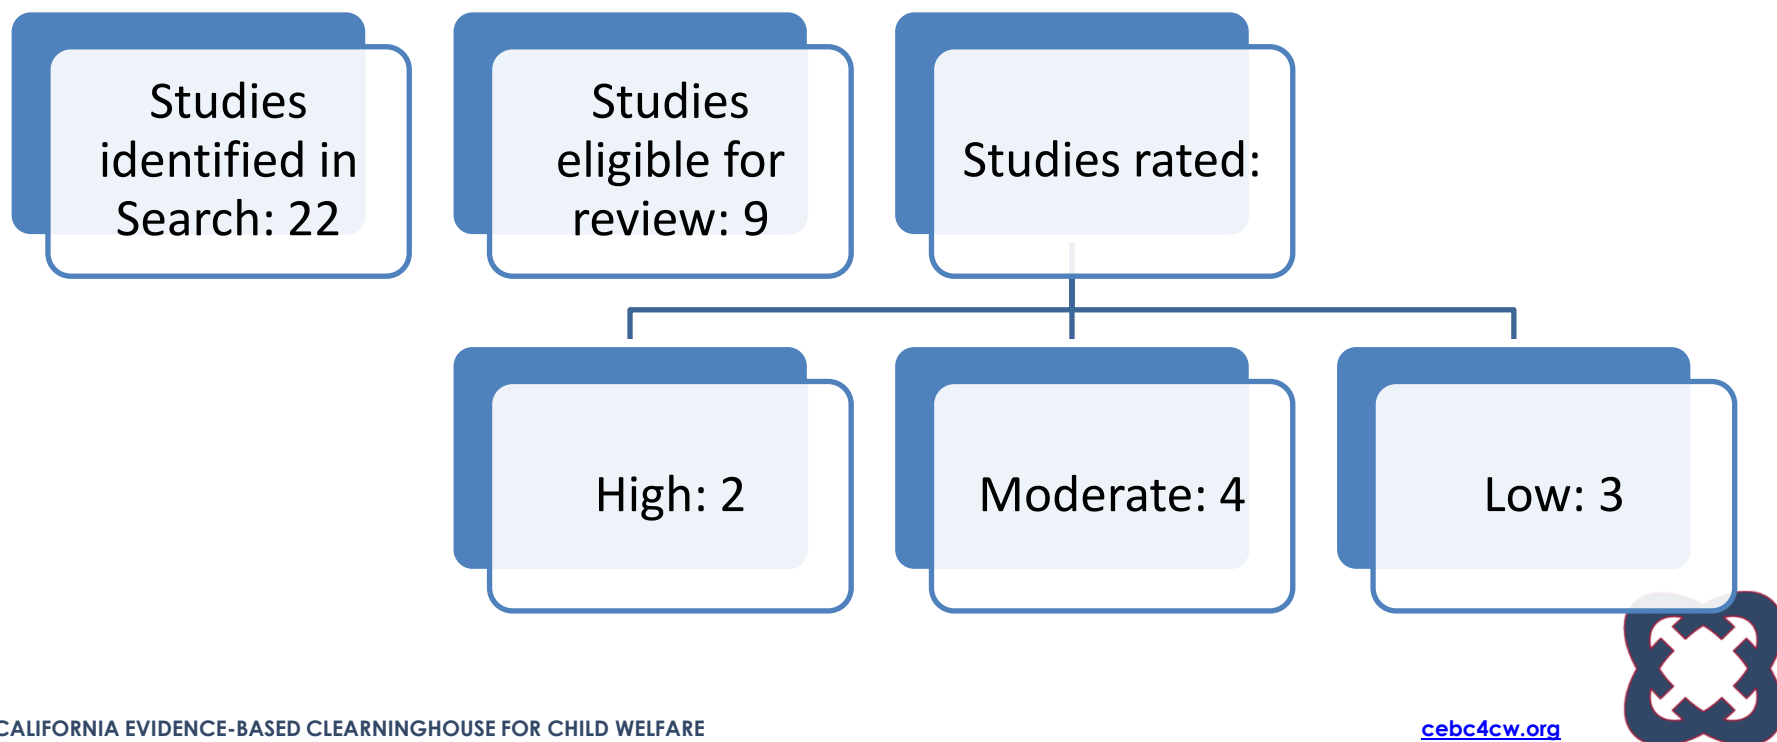 Studies
identified in
Search: 22
Studies
eligible for
review: 9
Studies rated:
High: 2
Moderate: 4
Low: 3
CALIFORNIA EVIDENCE-BASED CLEARNINGHOUSE FOR CHILD WELFARE
cebc4cw.org